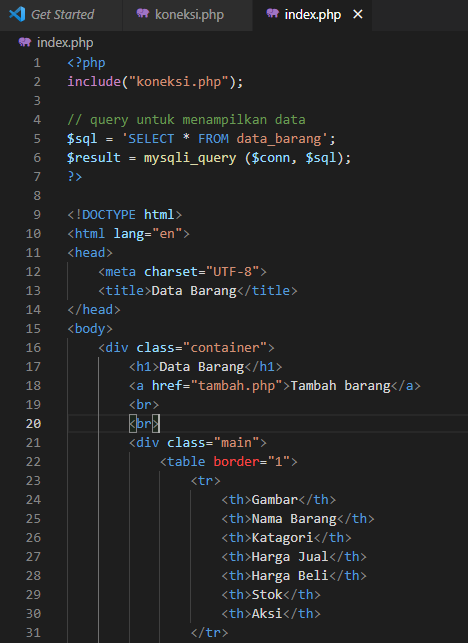 Get Started koneksi.php index.php
index.php
1 <?php
2 include("koneksi.php");
3
4 // query untuk menampilkan data
5 $sql = 'SELECT * FROM data_barang';
6 $result = mysqli_query ($conn, $sql);
7 ?>
8
9 <!DOCTYPE html>
10 <html lang="en">
11 <head>
12 <meta charset="UTF-8">
13 <title>Data Barang</title>
14 </head>
15 <body>
16 <div class="container">
17 <h1>Data Barang</h1>
18 <a href="tambah.php">Tambah barang</a>
19 <br>
20 <br>
21 <div class="main">
22 <table border="1">
23 <tr>
24 <th>Gambar</th>
25 <th>Nama Barang</th>
26 <th>Katagori</th>
27 <th>Harga Jual</th>
28 <th>Harga Beli</th>
29 <th>Stok</th>
30 <th>Aksi</th>
31 </tr>